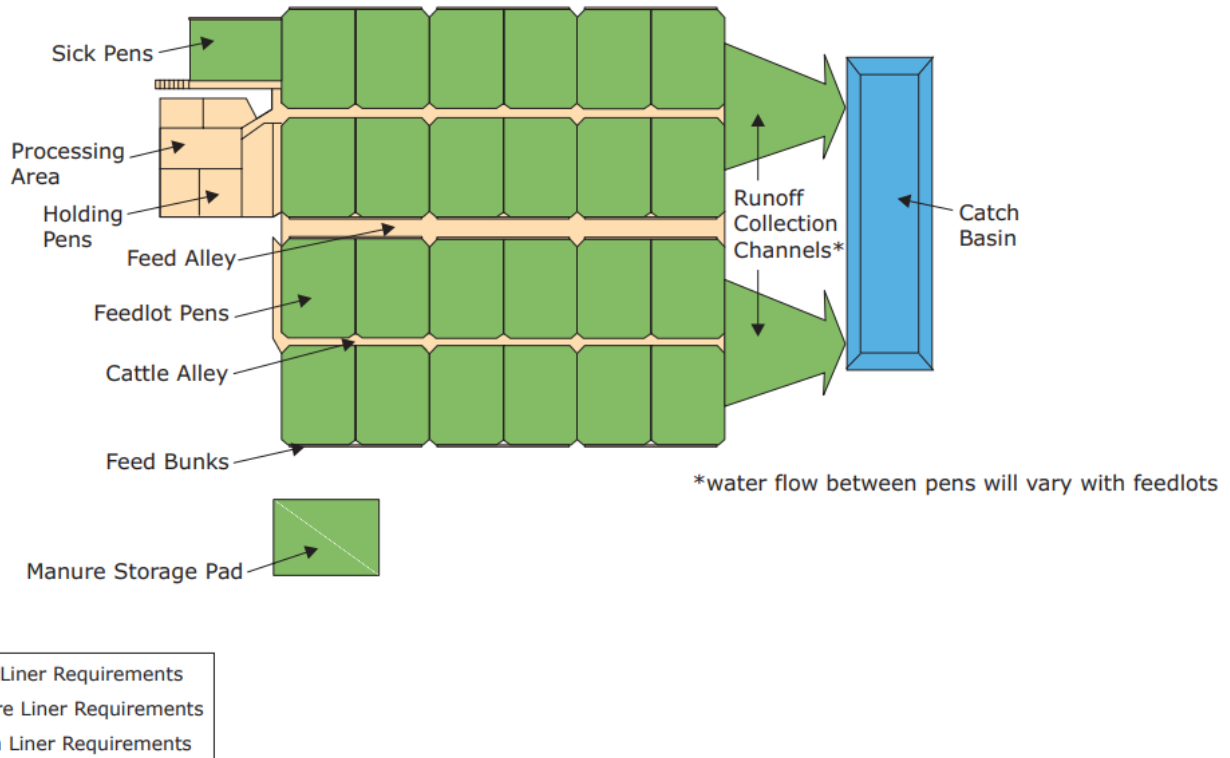 Sick Pens
Processing
Area
Holding
Pens
Feed Alley
Feedlot Pens
Cattle Alley
Feed Bunks
Manure Storage Pad
Runoff
Collection
Channels*
Catch
Basin
*water flow between pens will vary with feedlots
Liner Requirements
Liner Requirements
Liner Requirements